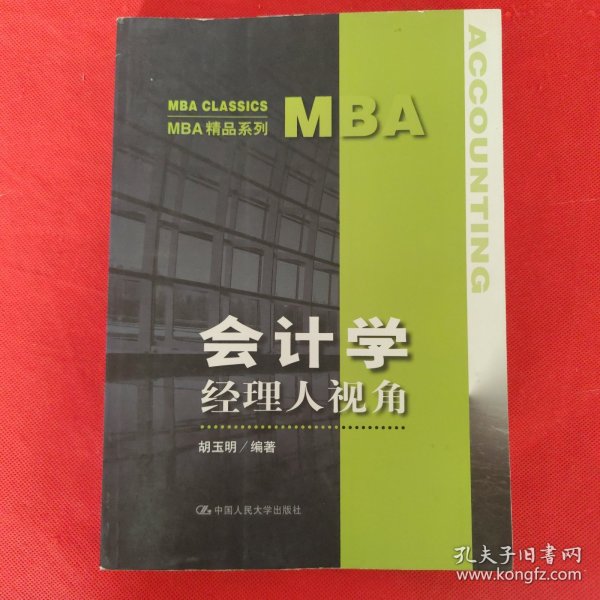 MBA CLASSICS
MBA精品系列
MBA
ACCOUNTING
会计学
经理人视角
胡玉明/编著
中国人民大学出版社
孔夫子旧书网
www.kongfz.com